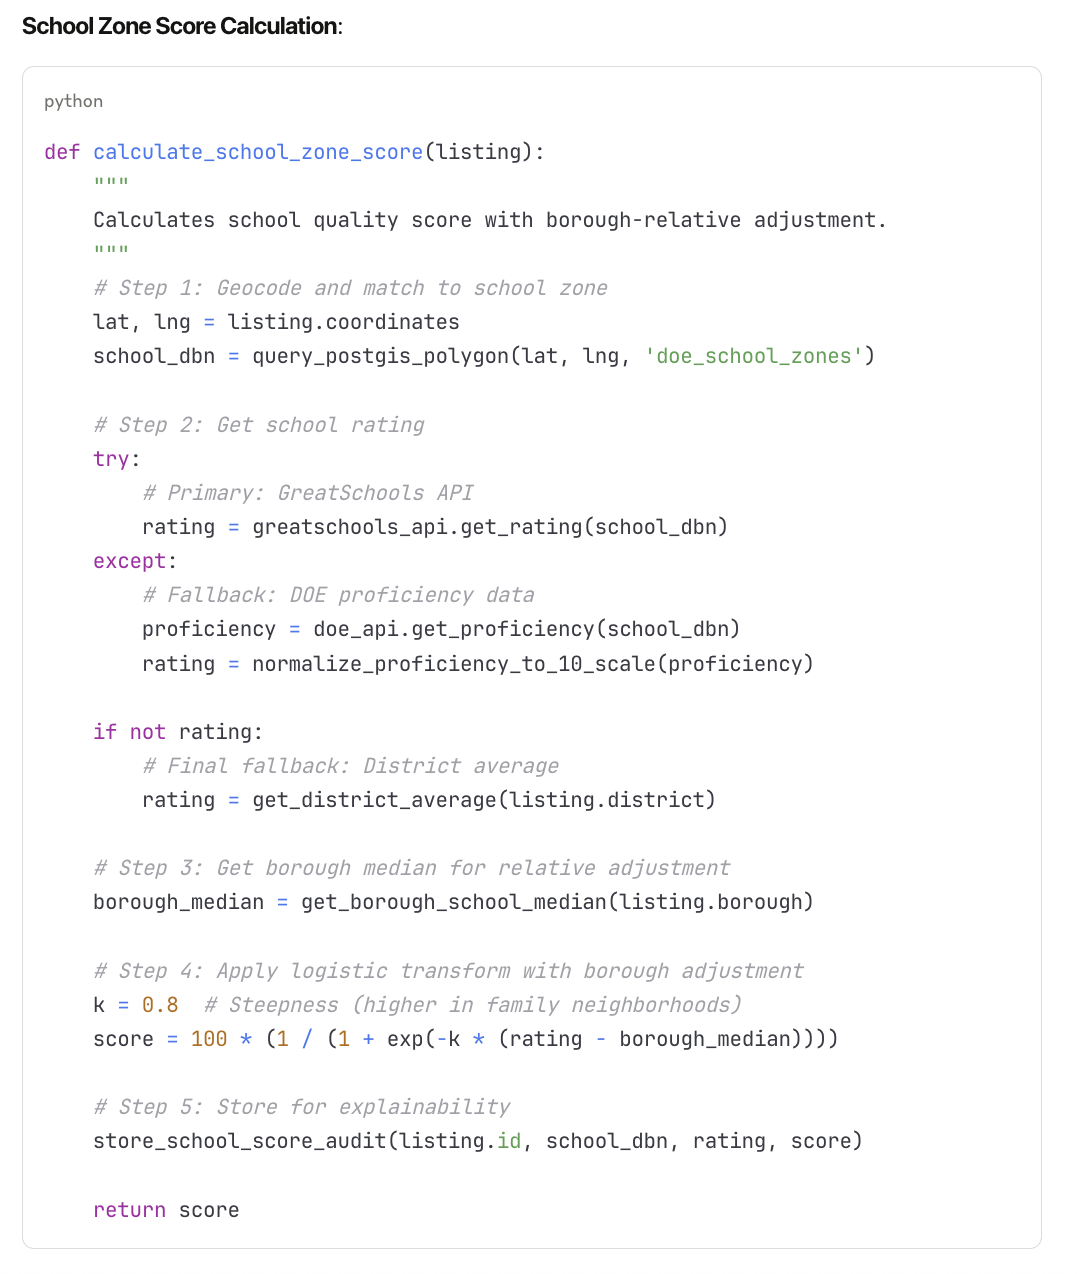 School Zone Score Calculation:
python
def calculate_school_zone_score(listing):
    """
    Calculates school quality score with borough-relative adjustment.
    """
    # Step 1: Geocode and match to school zone
    lat, lng = listing.coordinates
    school_dbn = query_postgis_polygon(lat, lng, 'doe_school_zones')

    # Step 2: Get school rating
    try:
        # Primary: GreatSchools API
        rating = greatschools_api.get_rating(school_dbn)
    except:
        # Fallback: DOE proficiency data
        proficiency = doe_api.get_proficiency(school_dbn)
        rating = normalize_proficiency_to_10_scale(proficiency)

    if not rating:
        # Final fallback: District average
        rating = get_district_average(listing.district)

    # Step 3: Get borough median for relative adjustment
    borough_median = get_borough_school_median(listing.borough)

    # Step 4: Apply logistic transform with borough adjustment
    k = 0.8  # Steepness (higher in family neighborhoods)
    score = 100 * (1 / (1 + exp(-k * (rating - borough_median))))

    # Step 5: Store for explainability
    store_school_score_audit(listing.id, school_dbn, rating, score)

    return score